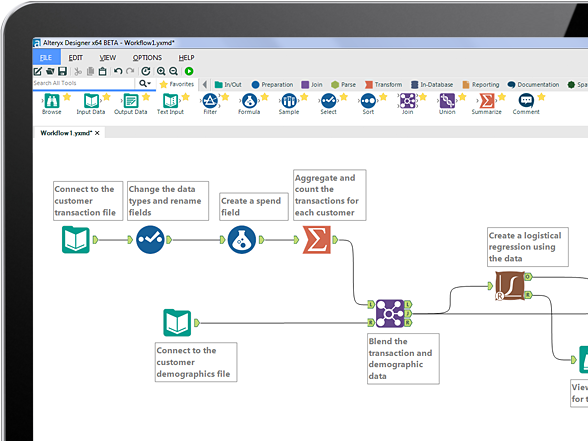 Alteryx Designer x64 BETA - Workflow1.yxmd*
FILE EDIT VIEW OPTIONS HELP
Search All Tools
Favorites In/Out Preparation Join Parse Transform In-Database Reporting Documentation Spa
Browse Input Data Output Data Text Input Filter Formula Sample Select Sort Join Union Summarize Comment
Workflow1.yxmd* ×
Connect to the
customer
transaction file
Change the data
types and rename
fields
Create a spend
field
Aggregate and
count the
transactions for
each customer
Create a logistical
regression using
the data
L
R
L
J
R
R
O
R
Connect to the
customer
demographics file
Blend the
transaction and
demographic
data
View
for t